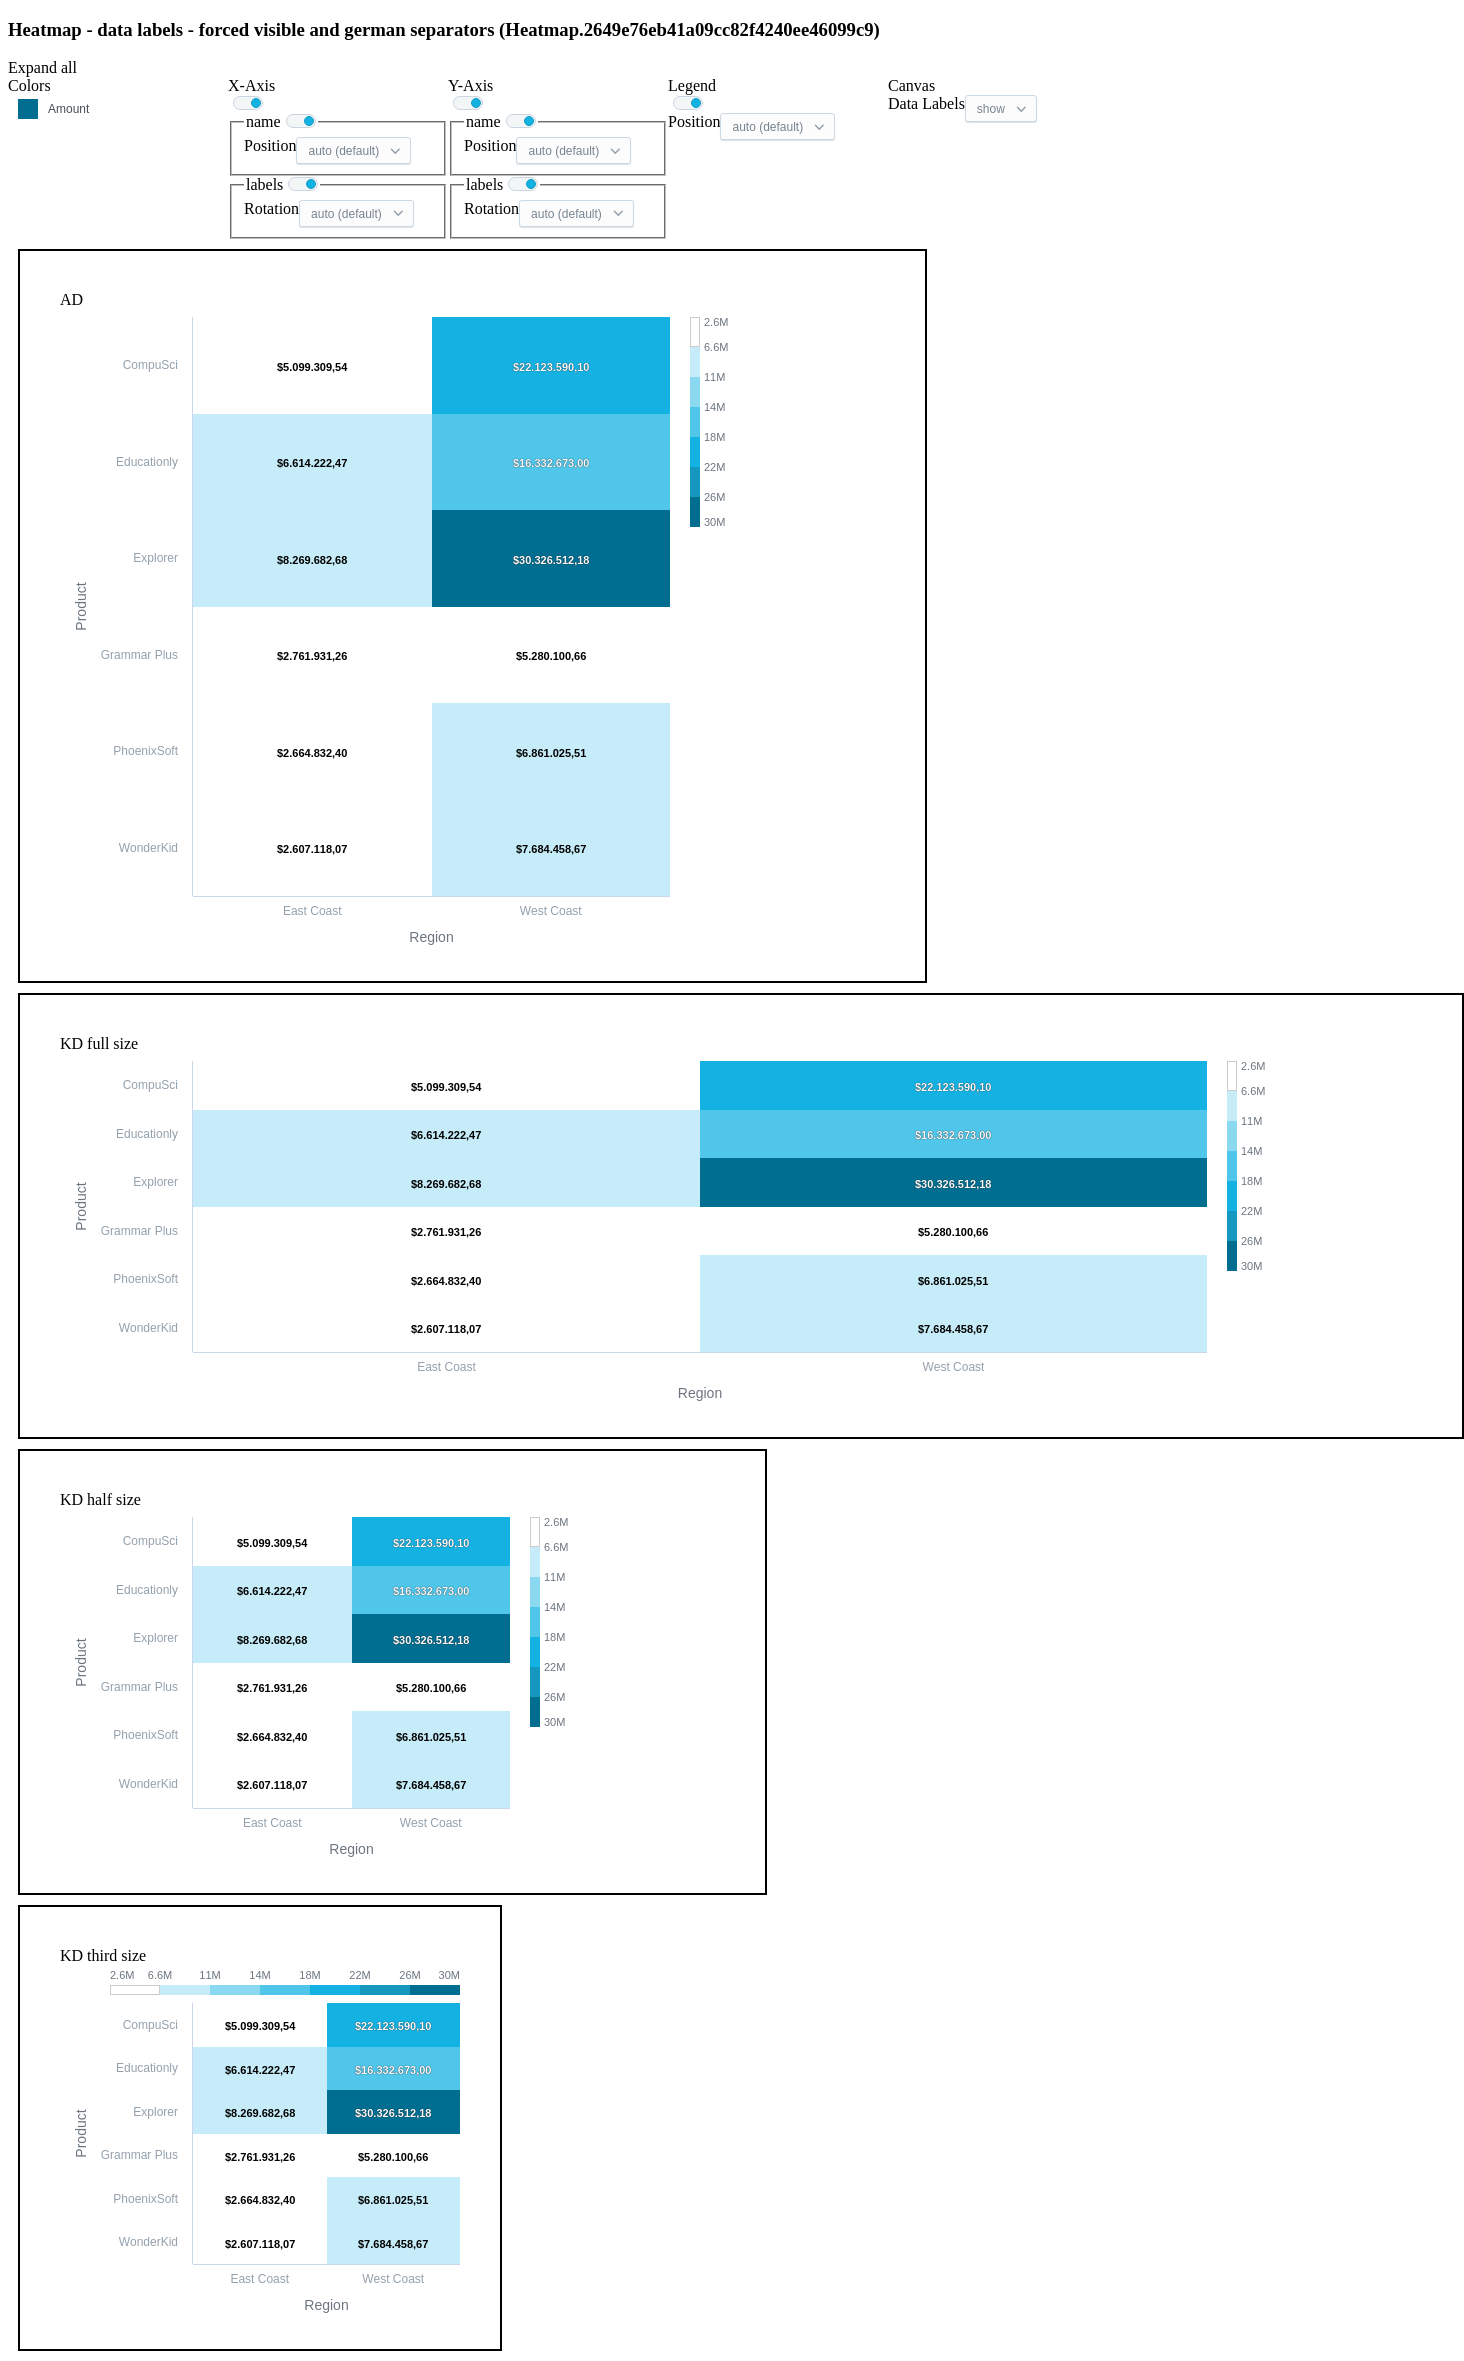 Heatmap - data labels - forced visible and german separators (Heatmap.2649e76eb41a09cc82f4240ee46099c9)
Expand all
Colors
Amount
X-Axis
name
Position auto (default)
labels
Rotation auto (default)
Y-Axis
name
Position auto (default)
labels
Rotation auto (default)
Legend
Position auto (default)
Canvas
Data Labels show
AD
CompuSci $5.099.309,54 $22.123.590,10
Educationly $6.614.222,47 $16.332.673,00
Explorer $8.269.682,68 $30.326.512,18
Grammar Plus $2.761.931,26 $5.280.100,66
PhoenixSoft $2.664.832,40 $6.861.025,51
WonderKid $2.607.118,07 $7.684.458,67
Product
East Coast West Coast
Region
2.6M
6.6M
11M
14M
18M
22M
26M
30M
KD full size
CompuSci $5.099.309,54 $22.123.590,10
Educationly $6.614.222,47 $16.332.673,00
Explorer $8.269.682,68 $30.326.512,18
Grammar Plus $2.761.931,26 $5.280.100,66
PhoenixSoft $2.664.832,40 $6.861.025,51
WonderKid $2.607.118,07 $7.684.458,67
Product
East Coast West Coast
Region
2.6M
6.6M
11M
14M
18M
22M
26M
30M
KD half size
CompuSci $5.099.309,54 $22.123.590,10
Educationly $6.614.222,47 $16.332.673,00
Explorer $8.269.682,68 $30.326.512,18
Grammar Plus $2.761.931,26 $5.280.100,66
PhoenixSoft $2.664.832,40 $6.861.025,51
WonderKid $2.607.118,07 $7.684.458,67
Product
East Coast West Coast
Region
2.6M
6.6M
11M
14M
18M
22M
26M
30M
KD third size
2.6M 6.6M 11M 14M 18M 22M 26M 30M
CompuSci $5.099.309,54 $22.123.590,10
Educationly $6.614.222,47 $16.332.673,00
Explorer $8.269.682,68 $30.326.512,18
Grammar Plus $2.761.931,26 $5.280.100,66
PhoenixSoft $2.664.832,40 $6.861.025,51
WonderKid $2.607.118,07 $7.684.458,67
Product
East Coast West Coast
Region